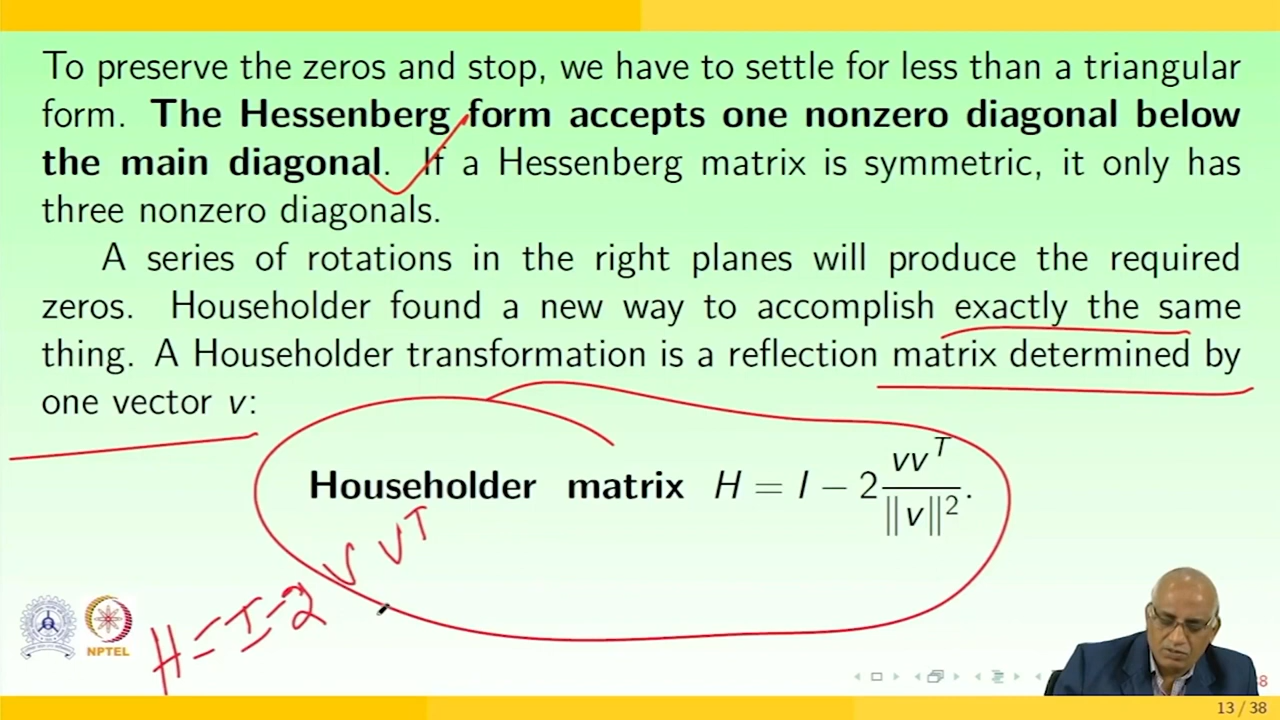 To preserve the zeros and stop, we have to settle for less than a triangular
form. The Hessenberg form accepts one nonzero diagonal below
the main diagonal. If a Hessenberg matrix is symmetric, it only has
three nonzero diagonals.
A series of rotations in the right planes will produce the required
zeros. Householder found a new way to accomplish exactly the same
thing. A Householder transformation is a reflection matrix determined by
one vector v:
Householder matrix H = I − 2 vv^T / ||v||^2.
H = I - 2 v v^T
NPTEL
13 / 38